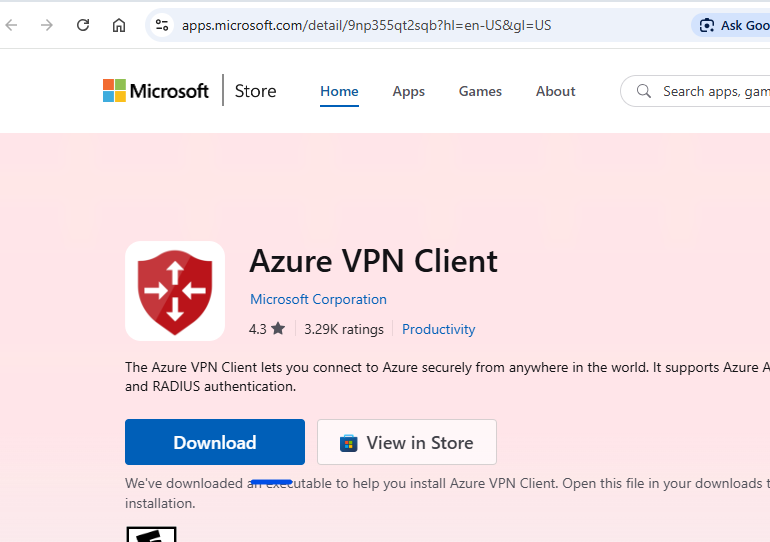 apps.microsoft.com/detail/9np355qt2sqb?hl=en-US&gl=US
Ask Goo
Microsoft
Store
Home
Apps
Games
About
Search apps, gam
Azure VPN Client
Microsoft Corporation
4.3
3.29K ratings
Productivity
The Azure VPN Client lets you connect to Azure securely from anywhere in the world. It supports Azure A
and RADIUS authentication.
Download
View in Store
We've downloaded an executable to help you install Azure VPN Client. Open this file in your downloads t
installation.